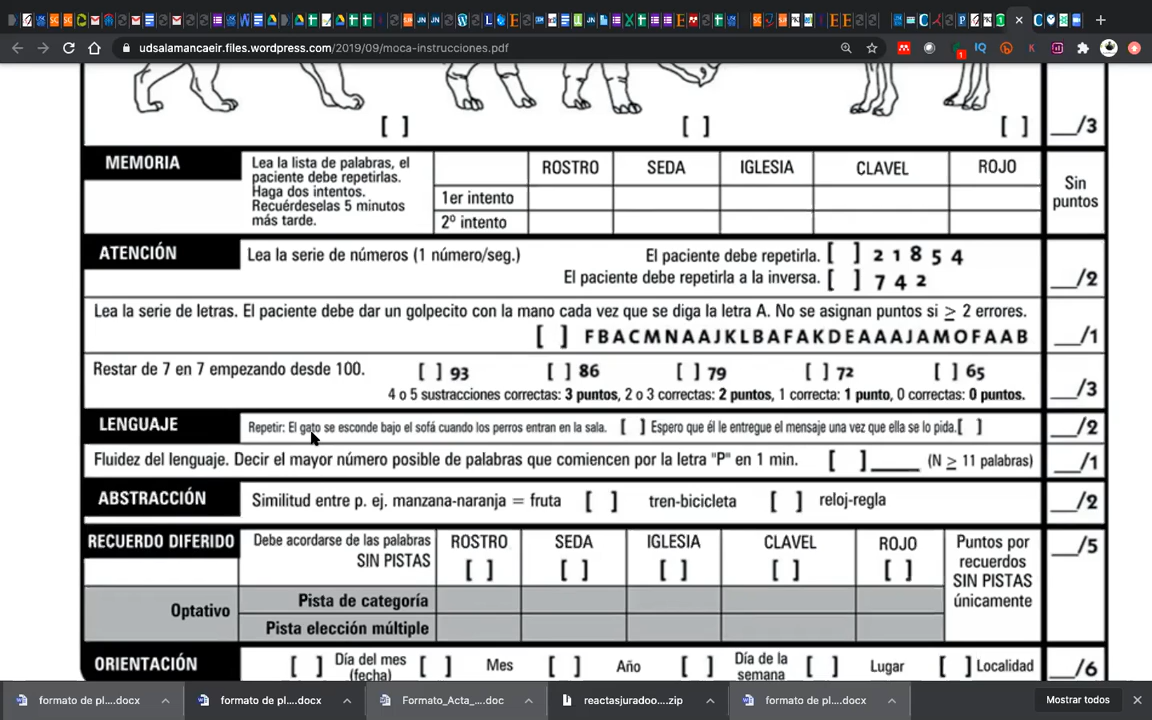 udsalamancaeir.files.wordpress.com/2019/09/moca-instrucciones.pdf
[ ] [ ] [ ] __/3
MEMORIA
Lea la lista de palabras, el
paciente debe repetirlas.
Haga dos intentos.
Recuérdeselas 5 minutos
más tarde.
ROSTRO SEDA IGLESIA CLAVEL ROJO
1er intento
2º intento
Sin
puntos
ATENCIÓN
Lea la serie de números (1 número/seg.) El paciente debe repetirla. [ ] 2 1 8 5 4
El paciente debe repetirla a la inversa. [ ] 7 4 2 __/2
Lea la serie de letras. El paciente debe dar un golpecito con la mano cada vez que se diga la letra A. No se asignan puntos si ≥ 2 errores.
[ ] F B A C M N A A J K L B A F A K D E A A A J A M O F A A B __/1
Restar de 7 en 7 empezando desde 100. [ ] 93 [ ] 86 [ ] 79 [ ] 72 [ ] 65
4 o 5 sustracciones correctas: 3 puntos, 2 o 3 correctas: 2 puntos, 1 correcta: 1 punto, 0 correctas: 0 puntos. __/3
LENGUAJE
Repetir: El gato se esconde bajo el sofá cuando los perros entran en la sala. [ ] Espero que él le entregue el mensaje una vez que ella se lo pida.[ ] __/2
Fluidez del lenguaje. Decir el mayor número posible de palabras que comiencen por la letra "P" en 1 min. [ ]____ (N ≥ 11 palabras) __/1
ABSTRACCIÓN
Similitud entre p. ej. manzana-naranja = fruta [ ] tren-bicicleta [ ] reloj-regla __/2
RECUERDO DIFERIDO
Debe acordarse de las palabras
SIN PISTAS
ROSTRO SEDA IGLESIA CLAVEL ROJO
[ ] [ ] [ ] [ ] [ ]
Puntos por
recuerdos
SIN PISTAS
únicamente
__/5
Optativo
Pista de categoría
Pista elección múltiple
ORIENTACIÓN
[ ] Día del mes
(fecha)
[ ] Mes [ ] Año [ ] Día de la
semana
[ ] Lugar [ ] Localidad __/6
formato de pl....docx formato de pl....docx Formato_Acta_....doc reactasjuradoo....zip formato de pl....docx Mostrar todos